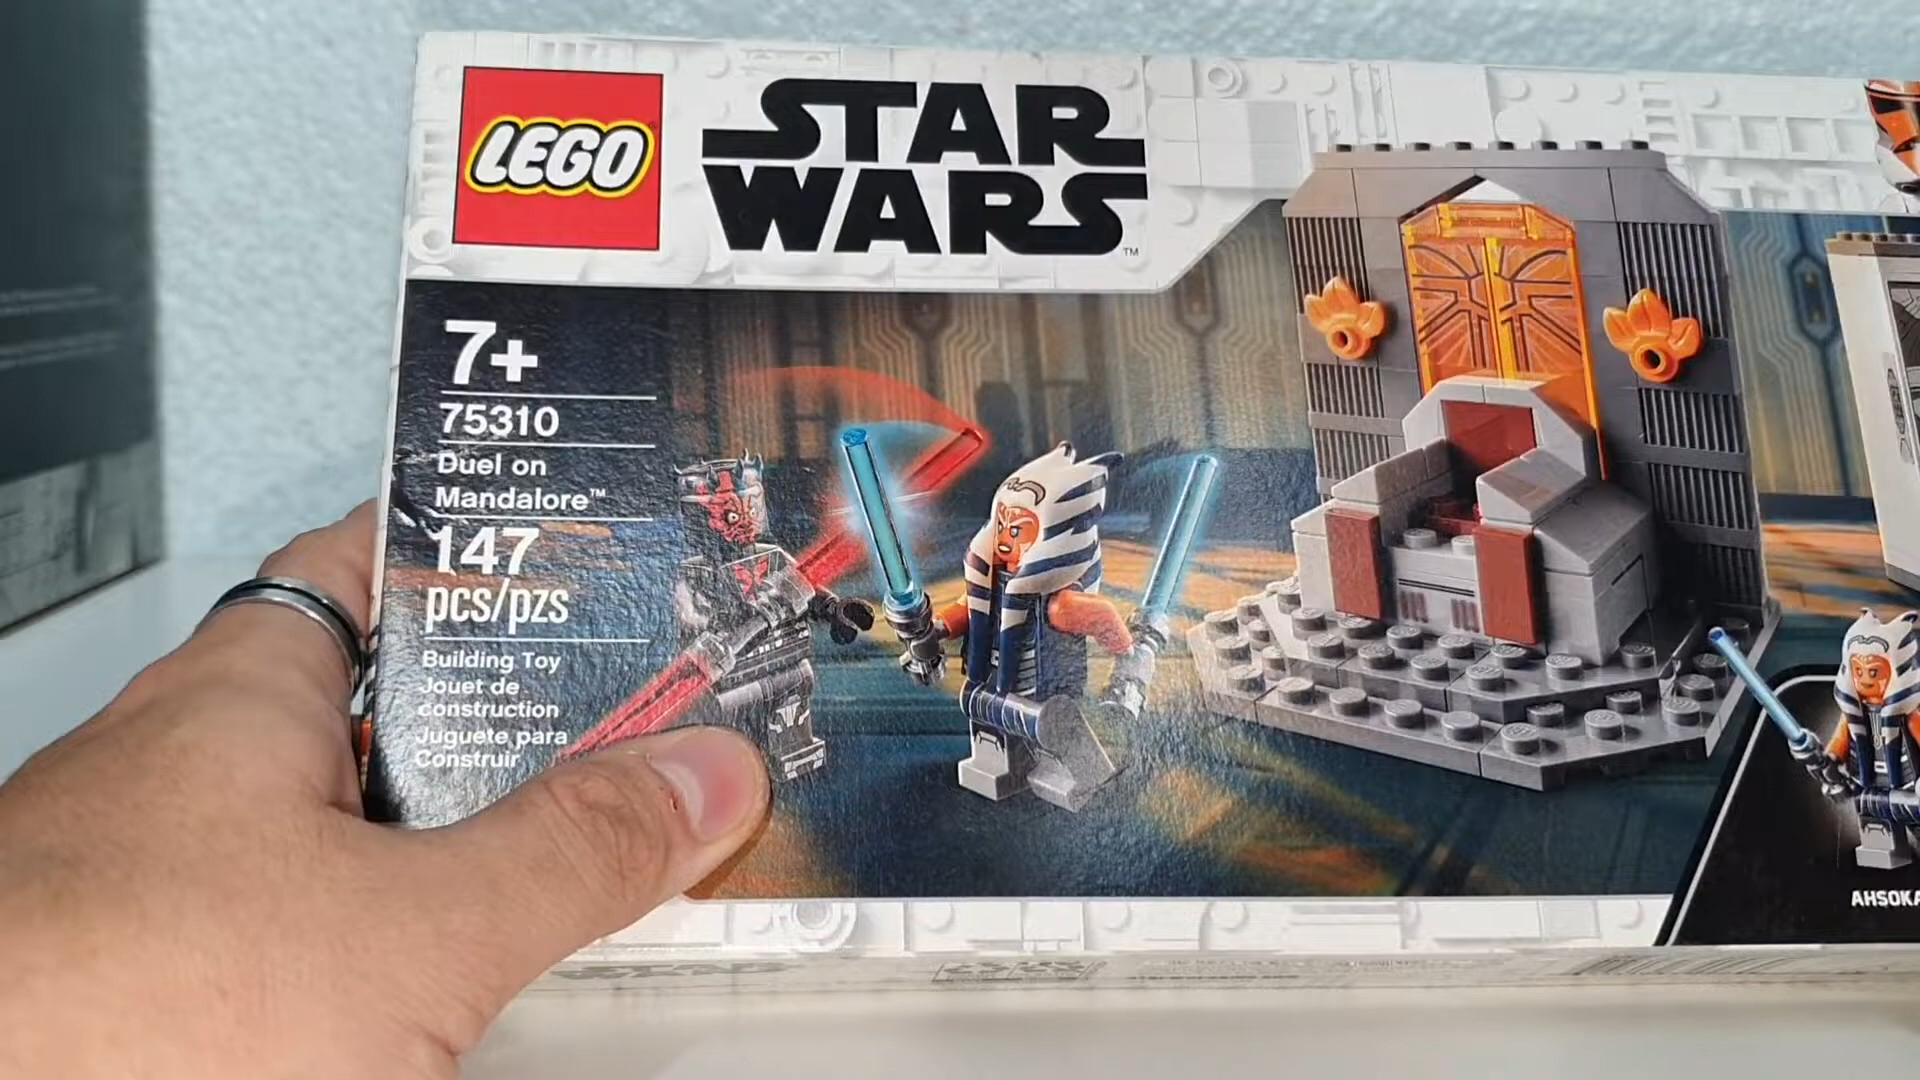 LEGO
STAR
WARS
TM
7+
75310
Duel on
Mandalore™
147
pcs/pzs
Building Toy
Jouet de
construction
Juguete para
Construir
AHSOKA